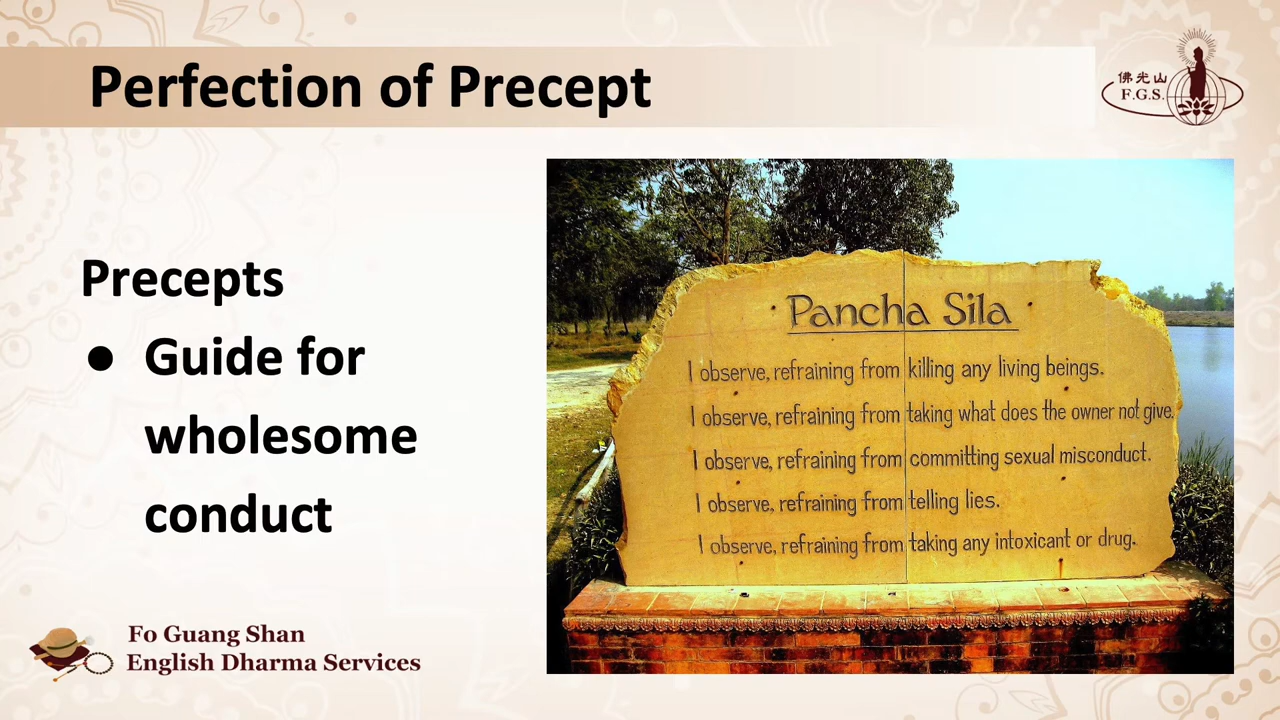 Perfection of Precept
佛光山
F.G.S.
Precepts
● Guide for
wholesome
conduct
Pancha Sila
I observe, refraining from killing any living beings.
I observe, refraining from taking what does the owner not give.
I observe, refraining from committing sexual misconduct.
I observe, refraining from telling lies.
I observe, refraining from taking any intoxicant or drug.
Fo Guang Shan
English Dharma Services